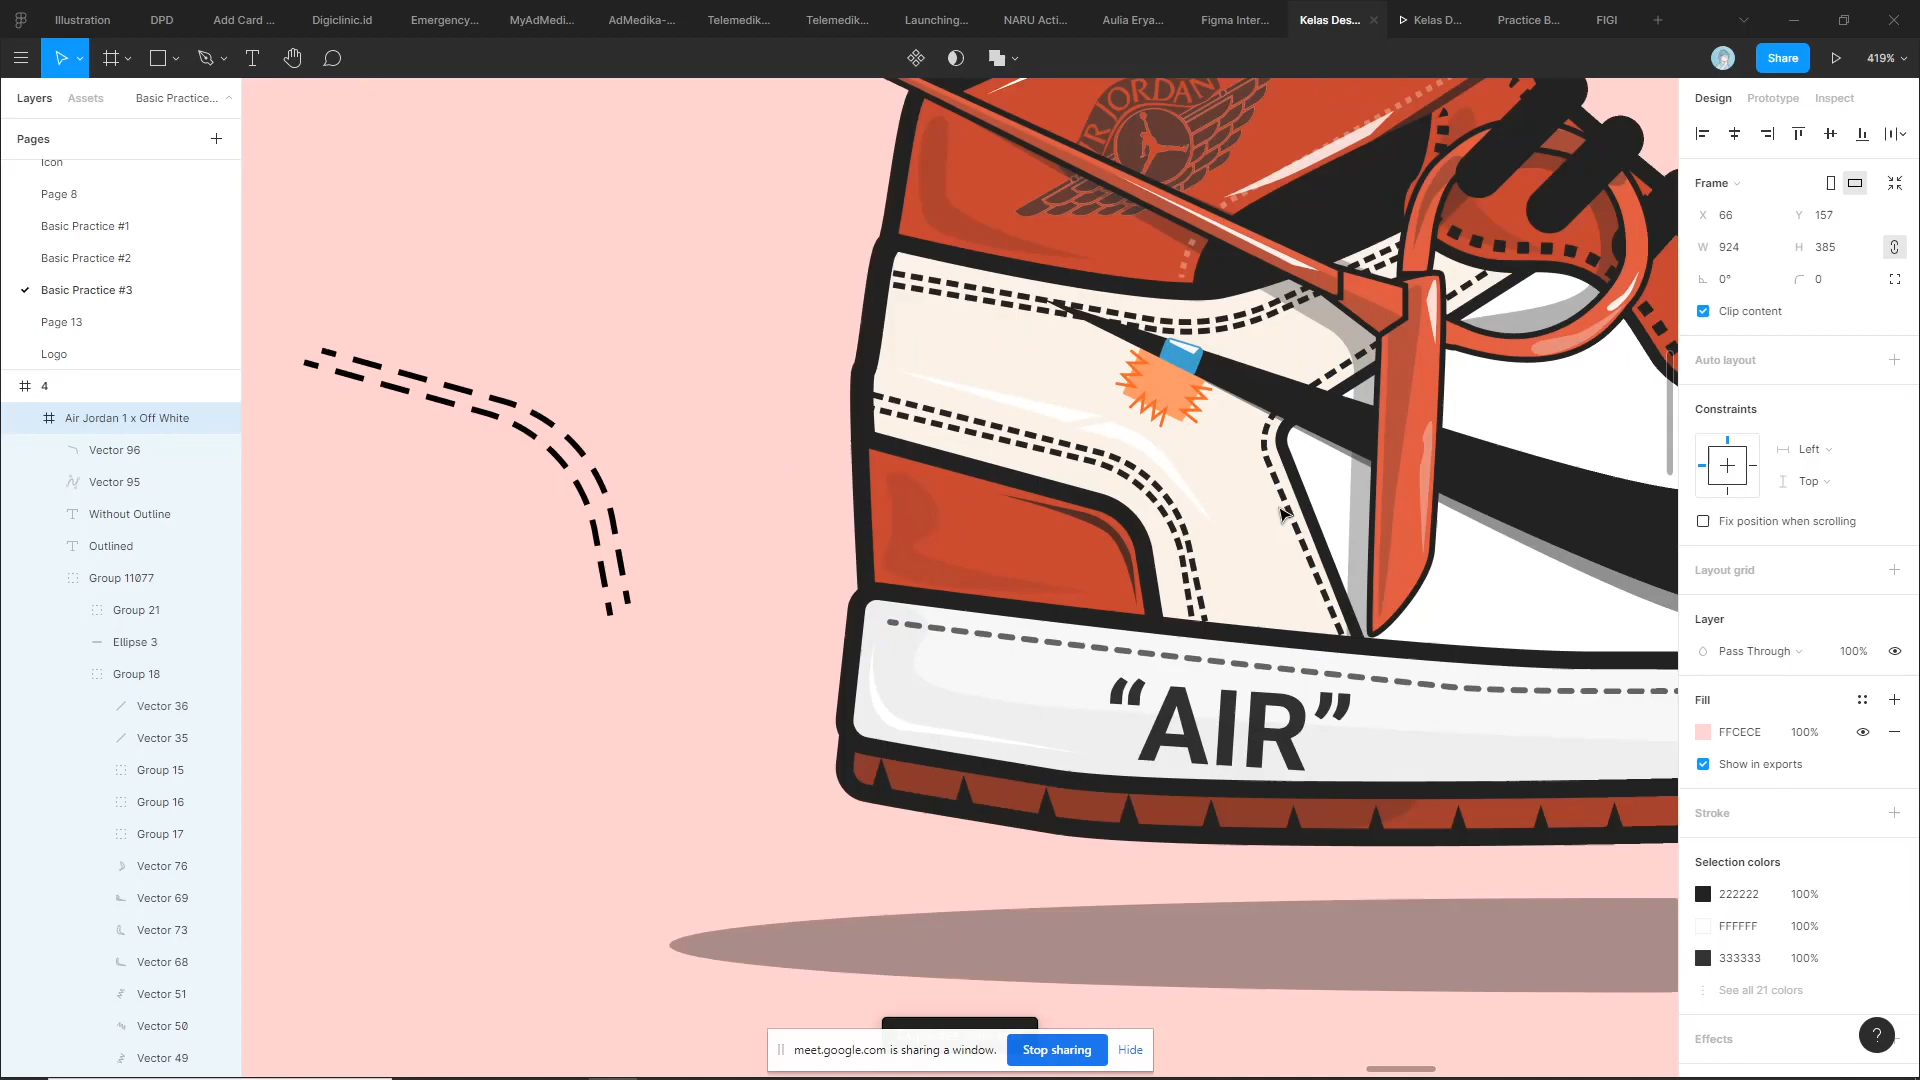 Illustration
DPD
Add Card ...
Digiclinic.id
Emergency...
MyAdMedi...
AdMedika-...
Telemedik...
Telemedik...
Launching...
NARU Acti...
Aulia Erya...
Figma Inter...
Kelas Des...
Kelas D...
Practice B...
FIGI
Share
419%
Layers
Assets
Basic Practice...
Pages
Icon
Page 8
Basic Practice #1
Basic Practice #2
Basic Practice #3
Page 13
Logo
4
Air Jordan 1 x Off White
Vector 96
Vector 95
Without Outline
Outlined
Group 11077
Group 21
Ellipse 3
Group 18
Vector 36
Vector 35
Group 15
Group 16
Group 17
Vector 76
Vector 69
Vector 73
Vector 68
Vector 51
Vector 50
Vector 49
AIR JORDAN
“AIR”
meet.google.com is sharing a window.
Stop sharing
Hide
Design
Prototype
Inspect
Frame
X 66
Y 157
W 924
H 385
0°
0
Clip content
Auto layout
Constraints
Left
Top
Fix position when scrolling
Layout grid
Layer
Pass Through
100%
Fill
FFCECE 100%
Show in exports
Stroke
Selection colors
222222 100%
FFFFFF 100%
333333 100%
See all 21 colors
Effects
?